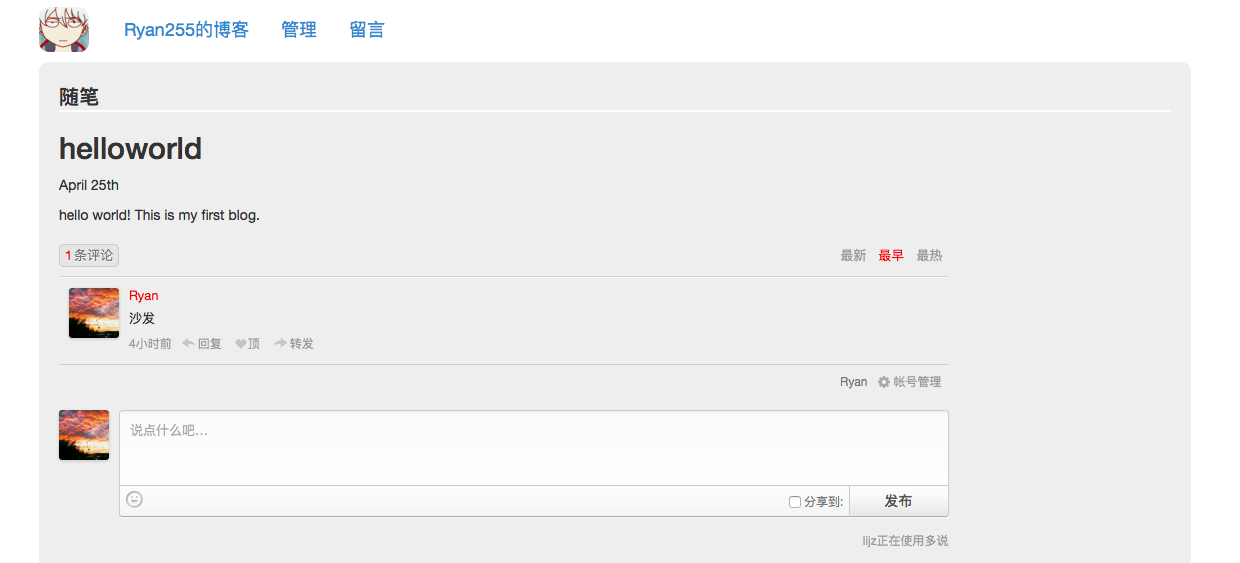 Ryan255的博客 管理 留言
随笔
helloworld
April 25th
hello world! This is my first blog.
1条评论 最新 最早 最热
Ryan
沙发
4小时前 回复 顶 转发
Ryan 帐号管理
说点什么吧...
分享到: 发布
lijz正在使用多说